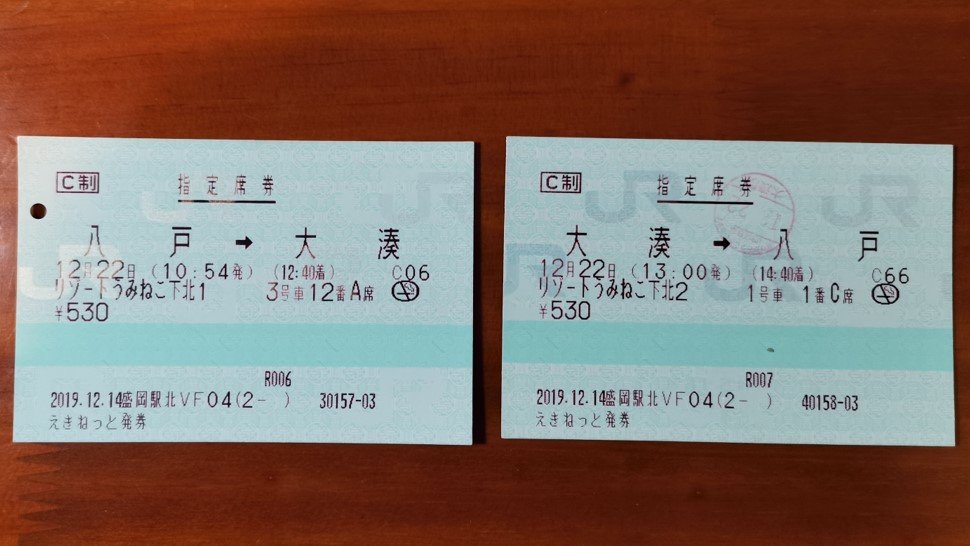 C制 指定席券
八戸 ➡ 大湊
12月22日 (10:54発) (12:40着) C06
リゾートうみねこ下北1 3号車12番A席
¥530
R006
2019.12.14盛岡駅北VF04(2- ) 30157-03
えきねっと発券
C制 指定席券
大湊 ➡ 八戸
12月22日 (13:00発) (14:40着) C66
リゾートうみねこ下北2 1号車 1番C席
¥530
R007
2019.12.14盛岡駅北VF04(2- ) 40158-03
えきねっと発券
JR